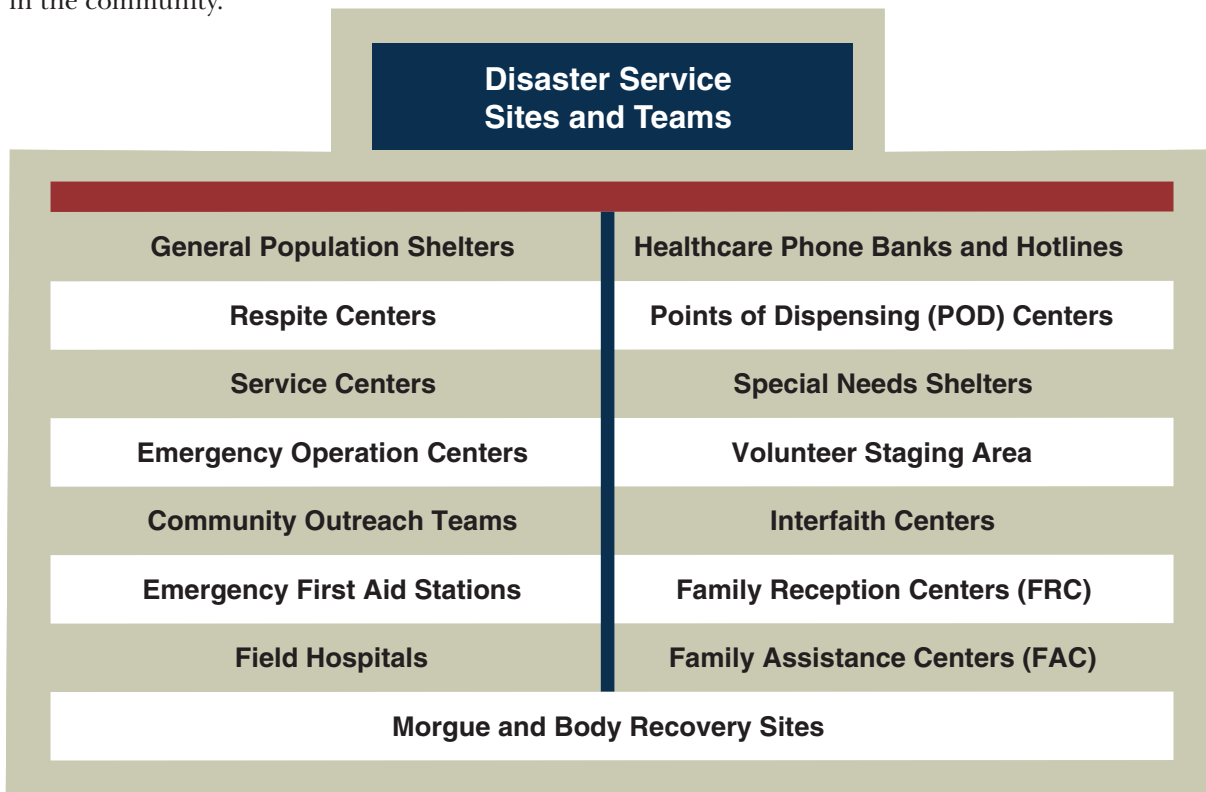 in the community.
Disaster Service
Sites and Teams
General Population Shelters
Healthcare Phone Banks and Hotlines
Respite Centers
Points of Dispensing (POD) Centers
Service Centers
Special Needs Shelters
Emergency Operation Centers
Volunteer Staging Area
Community Outreach Teams
Interfaith Centers
Emergency First Aid Stations
Family Reception Centers (FRC)
Field Hospitals
Family Assistance Centers (FAC)
Morgue and Body Recovery Sites